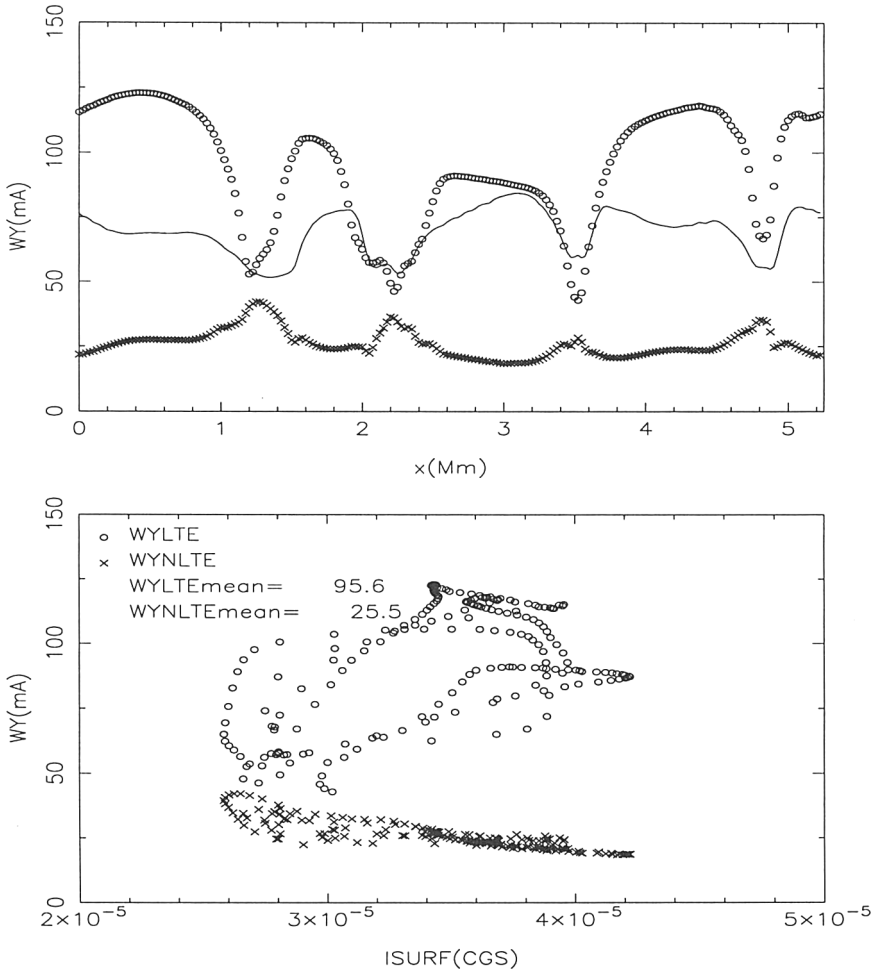 150
100
50
0
WY(mA)
0 1 2 3 4 5
x(Mm)
150
100
50
0
WY(mA)
o WYLTE
× WYNLTE
WYLTEmean= 95.6
WYNLTEmean= 25.5
2×10⁻⁵ 3×10⁻⁵ 4×10⁻⁵ 5×10⁻⁵
ISURF(CGS)